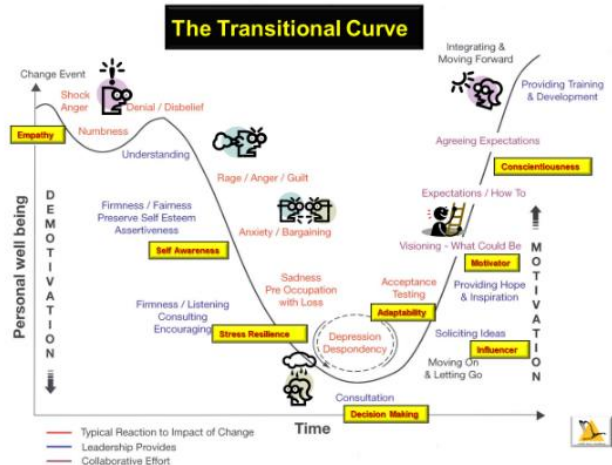 The Transitional Curve
Change Event
Shock
Anger
Denial / Disbelief
Empathy
Numbness
Understanding
Rage / Anger / Guilt
Firmness / Fairness
Preserve Self Esteem
Assertiveness
Anxiety / Bargaining
Self Awareness
Sadness
Pre Occupation
with Loss
Firmness / Listening
Consulting
Encouraging
Stress Resilience
Depression
Despondency
Acceptance
Testing
Adaptability
Consultation
Decision Making
Integrating &
Moving Forward
Providing Training
& Development
Agreeing Expectations
Conscientiousness
Expectations / How To
Visioning - What Could Be
Motivator
Providing Hope
& Inspiration
Soliciting Ideas
Influencer
Moving On
& Letting Go
Personal well being
DEMOTIVATION
MOTIVATION
Time
Typical Reaction to Impact of Change
Leadership Provides
Collaborative Effort